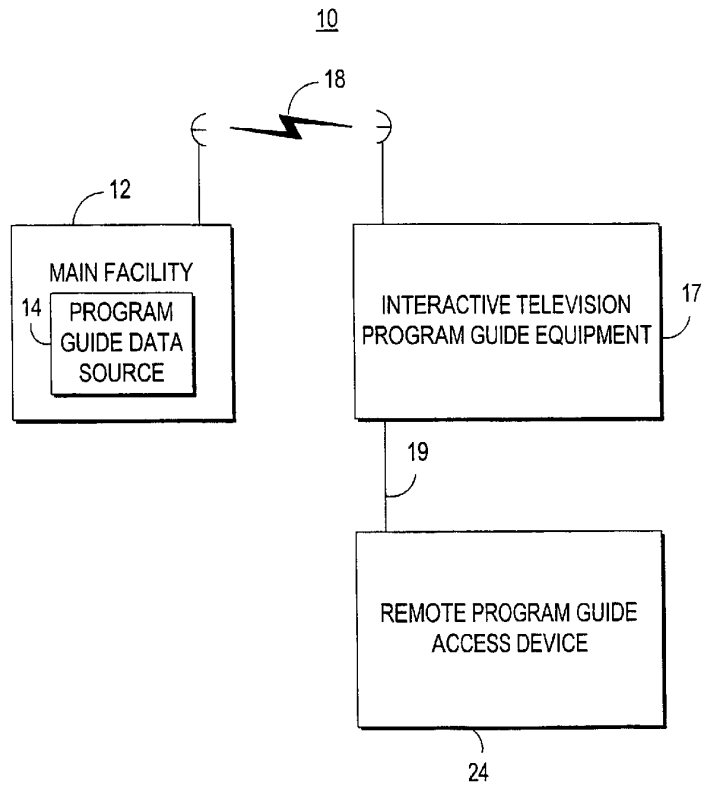 10
18
12
MAIN FACILITY
14
PROGRAM
GUIDE DATA
SOURCE
INTERACTIVE TELEVISION
PROGRAM GUIDE EQUIPMENT
17
19
REMOTE PROGRAM GUIDE
ACCESS DEVICE
24